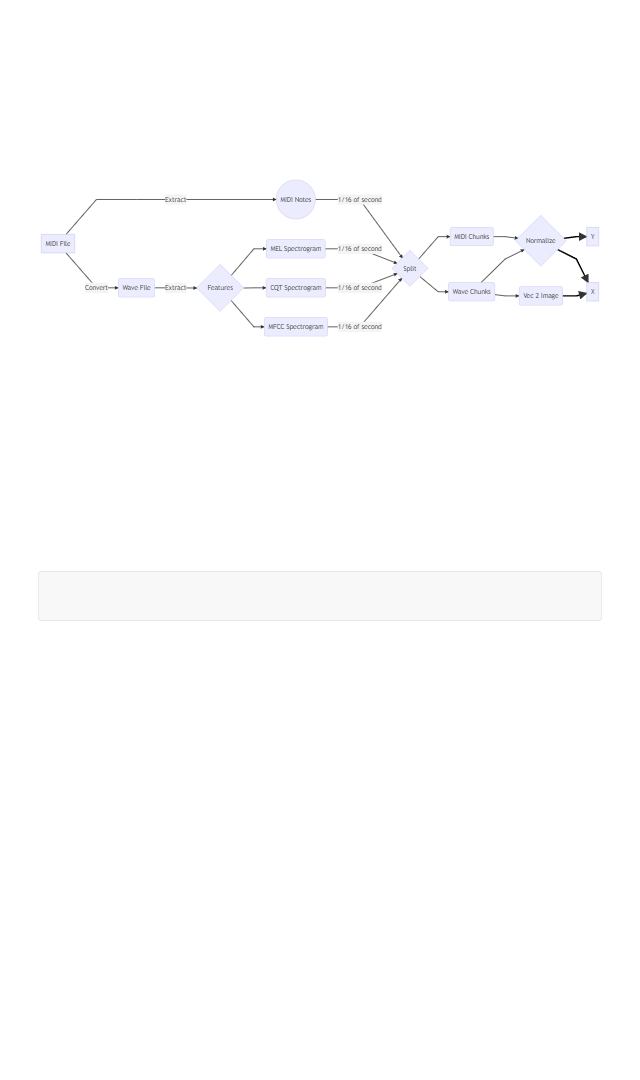 Extract
MIDI Notes
1/16 of second
MIDI File
MIDI Chunks
Y
Normalize
MEL Spectrogram
1/16 of second
Split
Convert
Wave File
Extract
Features
CQT Spectrogram
1/16 of second
Wave Chunks
Vec 2 Image
X
MFCC Spectrogram
1/16 of second